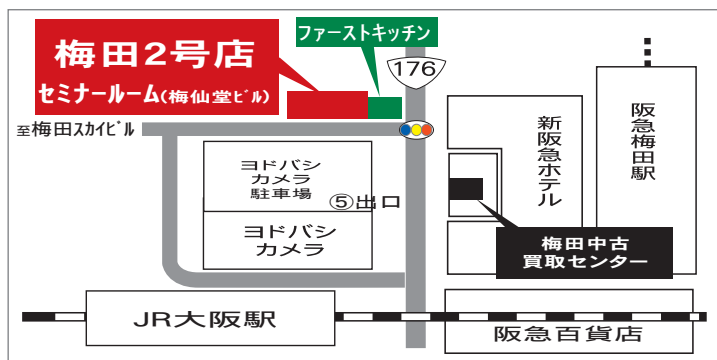 梅田2号店
セミナールーム(梅仙堂ビル)
ファーストキッチン
176
至梅田スカイビル
ヨドバシ
カメラ
駐車場
⑤出口
ヨドバシ
カメラ
新阪急ホテル
阪急梅田駅
梅田中古
買取センター
JR大阪駅
阪急百貨店